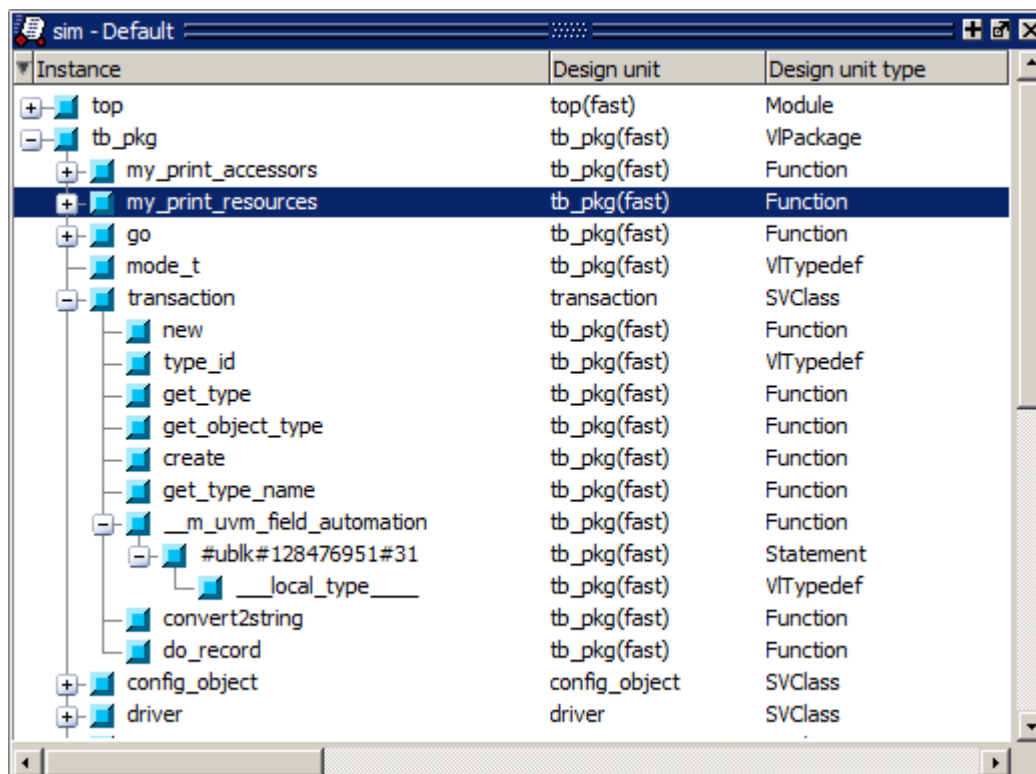 sim - Default
Instance Design unit Design unit type
top top(fast) Module
tb_pkg tb_pkg(fast) VlPackage
my_print_accessors tb_pkg(fast) Function
my_print_resources tb_pkg(fast) Function
go tb_pkg(fast) Function
mode_t tb_pkg(fast) VlTypedef
transaction transaction SVClass
new tb_pkg(fast) Function
type_id tb_pkg(fast) VlTypedef
get_type tb_pkg(fast) Function
get_object_type tb_pkg(fast) Function
create tb_pkg(fast) Function
get_type_name tb_pkg(fast) Function
__m_uvm_field_automation tb_pkg(fast) Function
#ublk#128476951#31 tb_pkg(fast) Statement
___local_type____ tb_pkg(fast) VlTypedef
convert2string tb_pkg(fast) Function
do_record tb_pkg(fast) Function
config_object config_object SVClass
driver driver SVClass